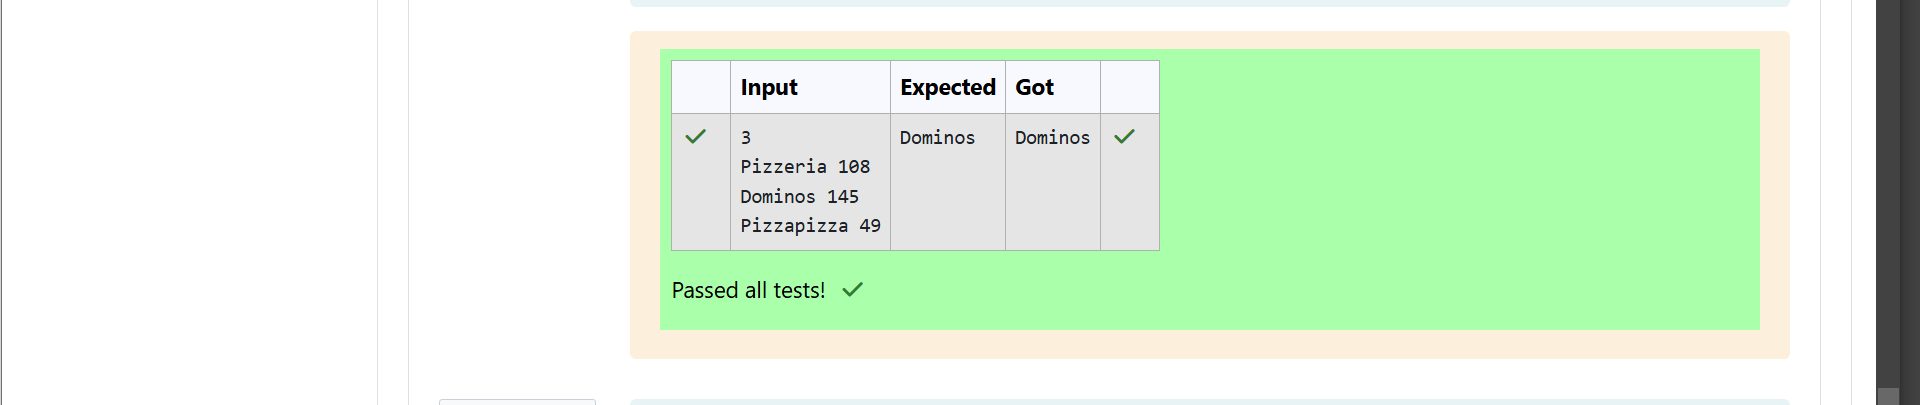 Input Expected Got
3 Dominos Dominos
Pizzeria 108
Dominos 145
Pizzapizza 49
Passed all tests!